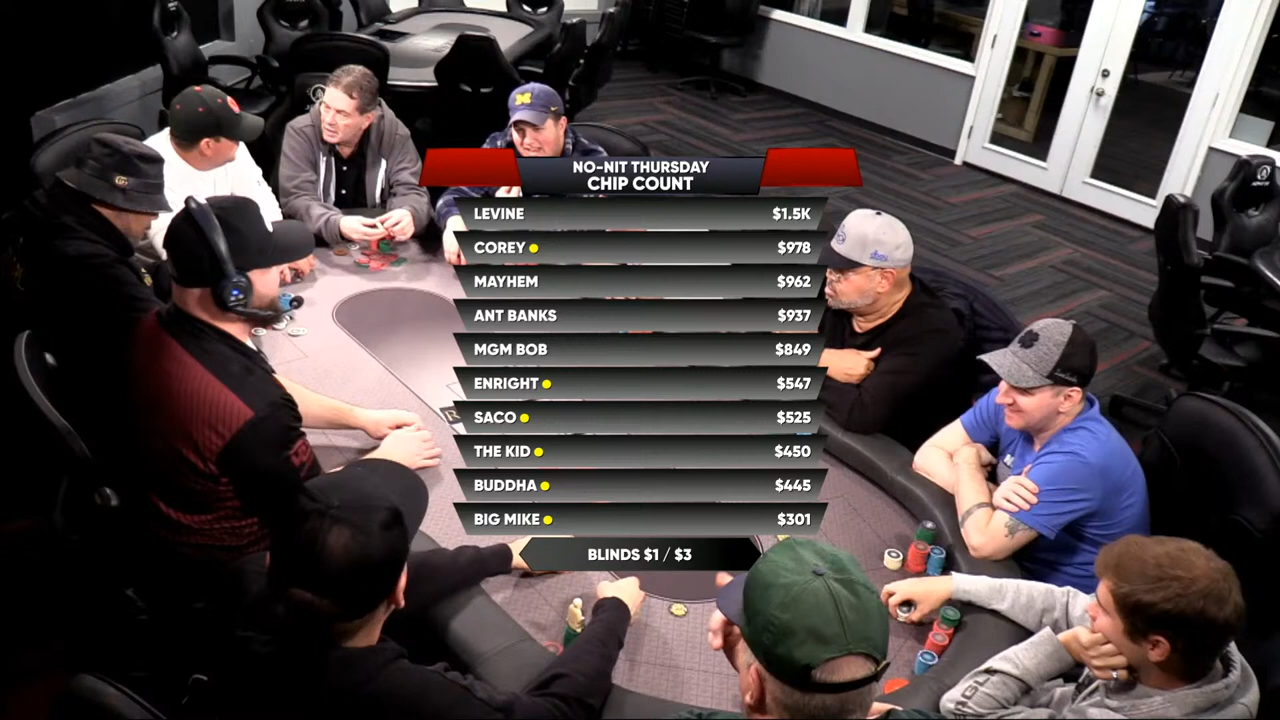 NO-NIT THURSDAY
CHIP COUNT
LEVINE $1.5K
COREY $978
MAYHEM $962
ANT BANKS $937
MGM BOB $849
ENRIGHT $547
SACO $525
THE KID $450
BUDDHA $445
BIG MIKE $301
BLINDS $1 / $3
M